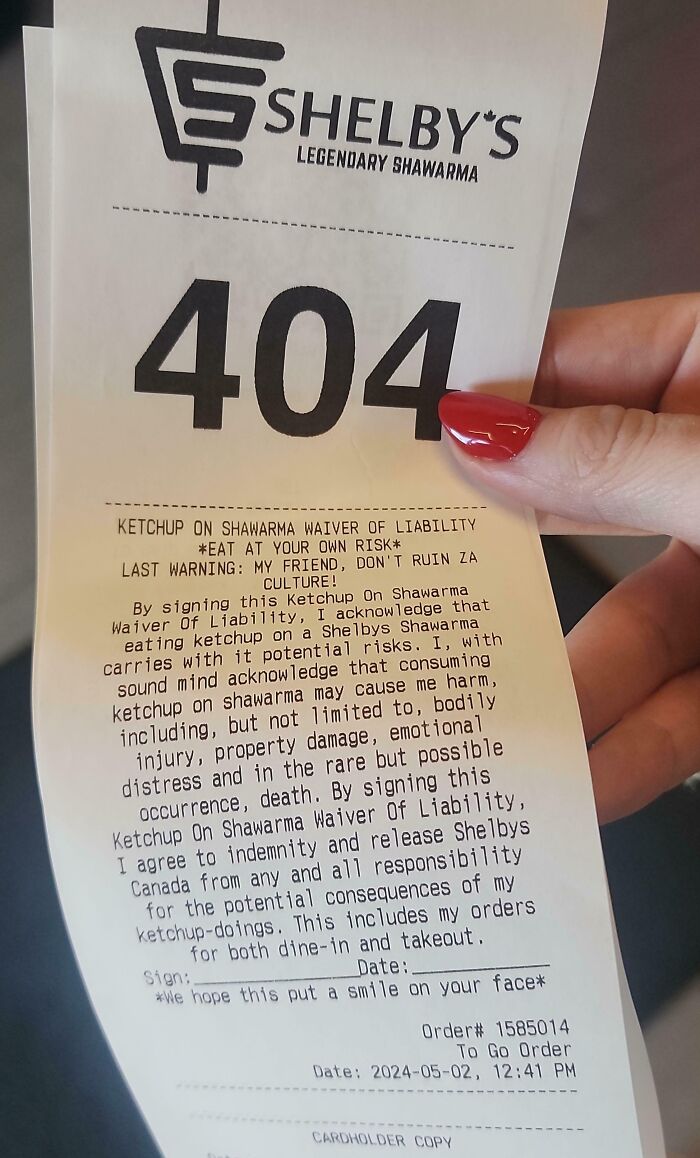 SHELBY'S
LEGENDARY SHAWARMA
404
KETCHUP ON SHAWARMA WAIVER OF LIABILITY
*EAT AT YOUR OWN RISK*
LAST WARNING: MY FRIEND, DON'T RUIN ZA
CULTURE!
By signing this Ketchup On Shawarma
Waiver Of Liability, I acknowledge that
eating ketchup on a Shelbys Shawarma
carries with it potential risks. I, with
sound mind acknowledge that consuming
ketchup on shawarma may cause me harm,
including, but not limited to, bodily
injury, property damage, emotional
distress and in the rare but possible
occurrence, death. By signing this
Ketchup On Shawarma Waiver Of Liability,
I agree to indemnity and release Shelbys
Canada from any and all responsibility
for the potential consequences of my
ketchup-doings. This includes my orders
for both dine-in and takeout.
Sign:_______________Date:____________
*We hope this put a smile on your face*
Order# 1585014
To Go Order
Date: 2024-05-02, 12:41 PM
CARDHOLDER COPY